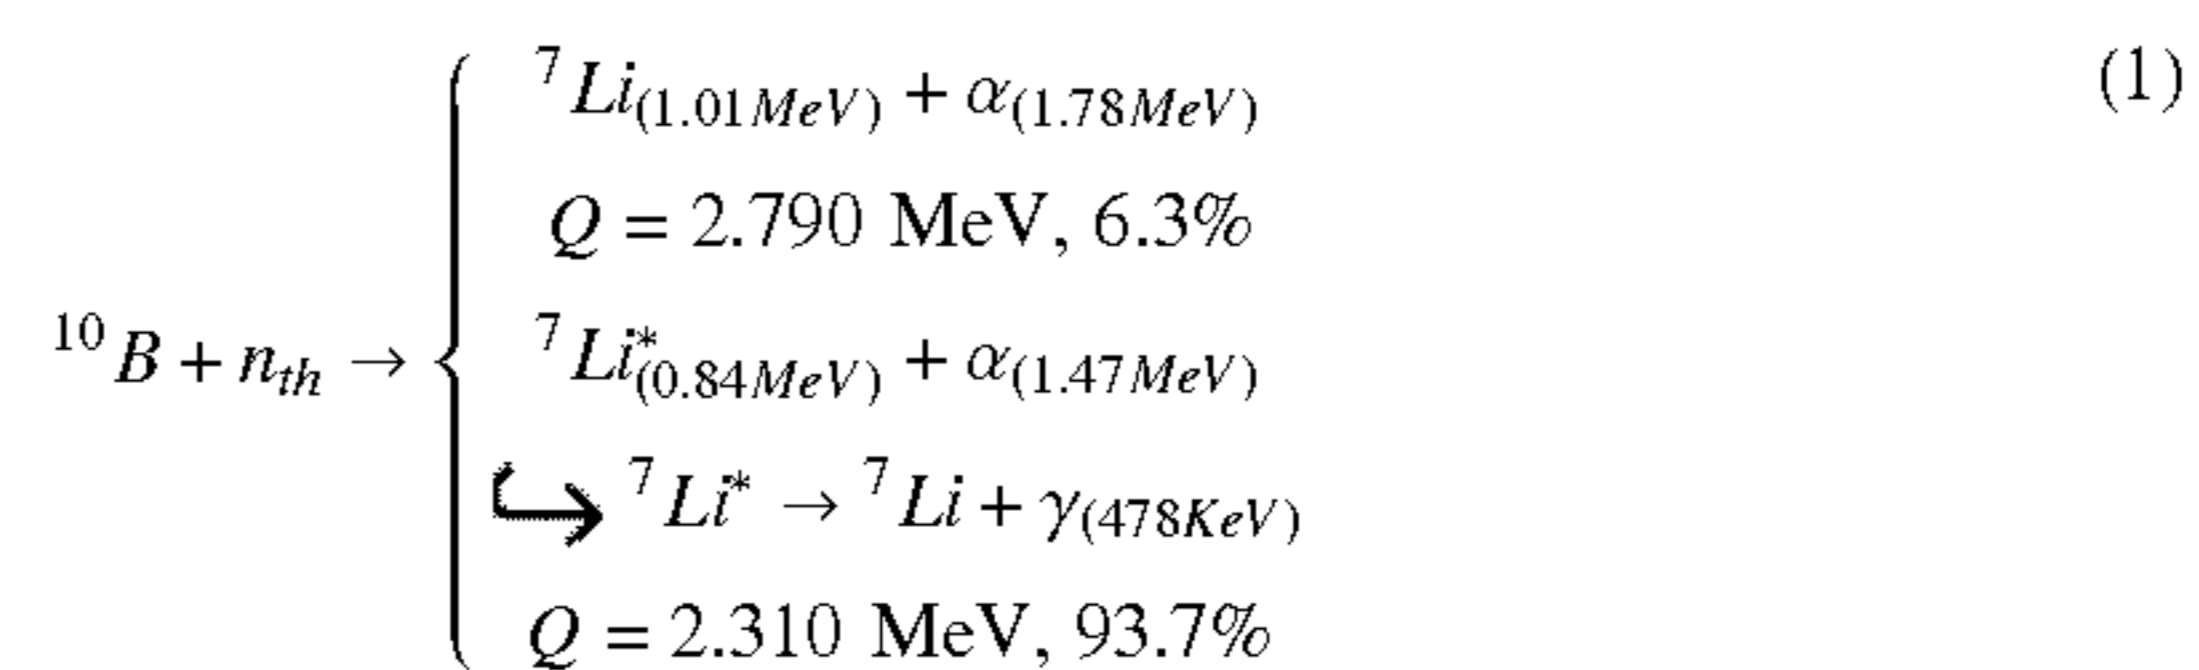 ⁷Li(1.01MeV) + α(1.78MeV) (1)
Q = 2.790 MeV, 6.3%
¹⁰B + nₜₕ → { ⁷Li*(0.84MeV) + α(1.47MeV)
↪ ⁷Li* → ⁷Li + γ(478KeV)
Q = 2.310 MeV, 93.7%